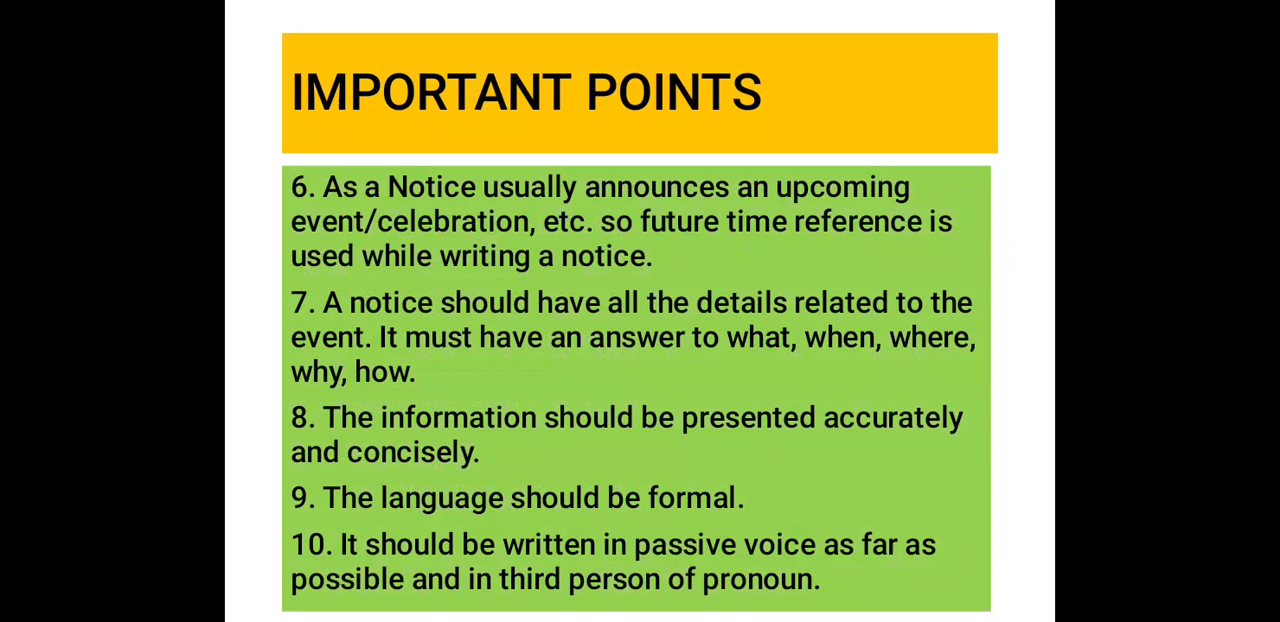 IMPORTANT POINTS
6. As a Notice usually announces an upcoming
event/celebration, etc. so future time reference is
used while writing a notice.
7. A notice should have all the details related to the
event. It must have an answer to what, when, where,
why, how.
8. The information should be presented accurately
and concisely.
9. The language should be formal.
10. It should be written in passive voice as far as
possible and in third person of pronoun.